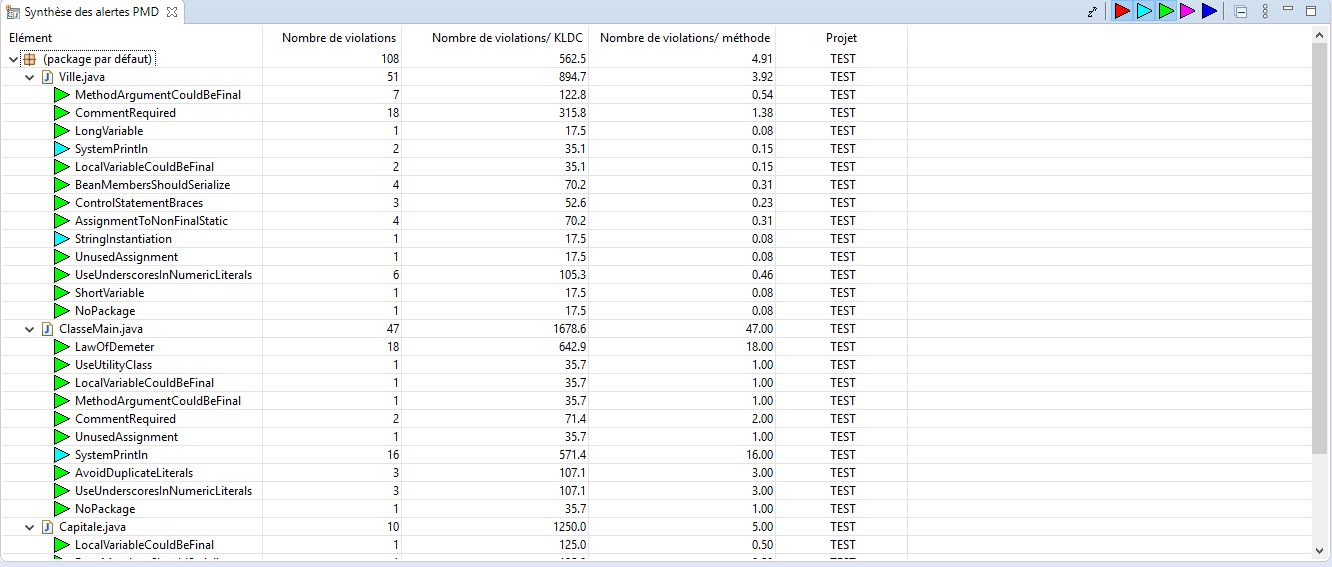 Synthèse des alertes PMD
Elément Nombre de violations Nombre de violations/ KLDC Nombre de violations/ méthode Projet
(package par défaut) 108 562.5 4.91 TEST
Ville.java 51 894.7 3.92 TEST
MethodArgumentCouldBeFinal 7 122.8 0.54 TEST
CommentRequired 18 315.8 1.38 TEST
LongVariable 1 17.5 0.08 TEST
SystemPrintln 2 35.1 0.15 TEST
LocalVariableCouldBeFinal 2 35.1 0.15 TEST
BeanMembersShouldSerialize 4 70.2 0.31 TEST
ControlStatementBraces 3 52.6 0.23 TEST
AssignmentToNonFinalStatic 4 70.2 0.31 TEST
StringInstantiation 1 17.5 0.08 TEST
UnusedAssignment 1 17.5 0.08 TEST
UseUnderscoresInNumericLiterals 6 105.3 0.46 TEST
ShortVariable 1 17.5 0.08 TEST
NoPackage 1 17.5 0.08 TEST
ClasseMain.java 47 1678.6 47.00 TEST
LawOfDemeter 18 642.9 18.00 TEST
UseUtilityClass 1 35.7 1.00 TEST
LocalVariableCouldBeFinal 1 35.7 1.00 TEST
MethodArgumentCouldBeFinal 1 35.7 1.00 TEST
CommentRequired 2 71.4 2.00 TEST
UnusedAssignment 1 35.7 1.00 TEST
SystemPrintln 16 571.4 16.00 TEST
AvoidDuplicateLiterals 3 107.1 3.00 TEST
UseUnderscoresInNumericLiterals 3 107.1 3.00 TEST
NoPackage 1 35.7 1.00 TEST
Capitale.java 10 1250.0 5.00 TEST
LocalVariableCouldBeFinal 1 125.0 0.50 TEST